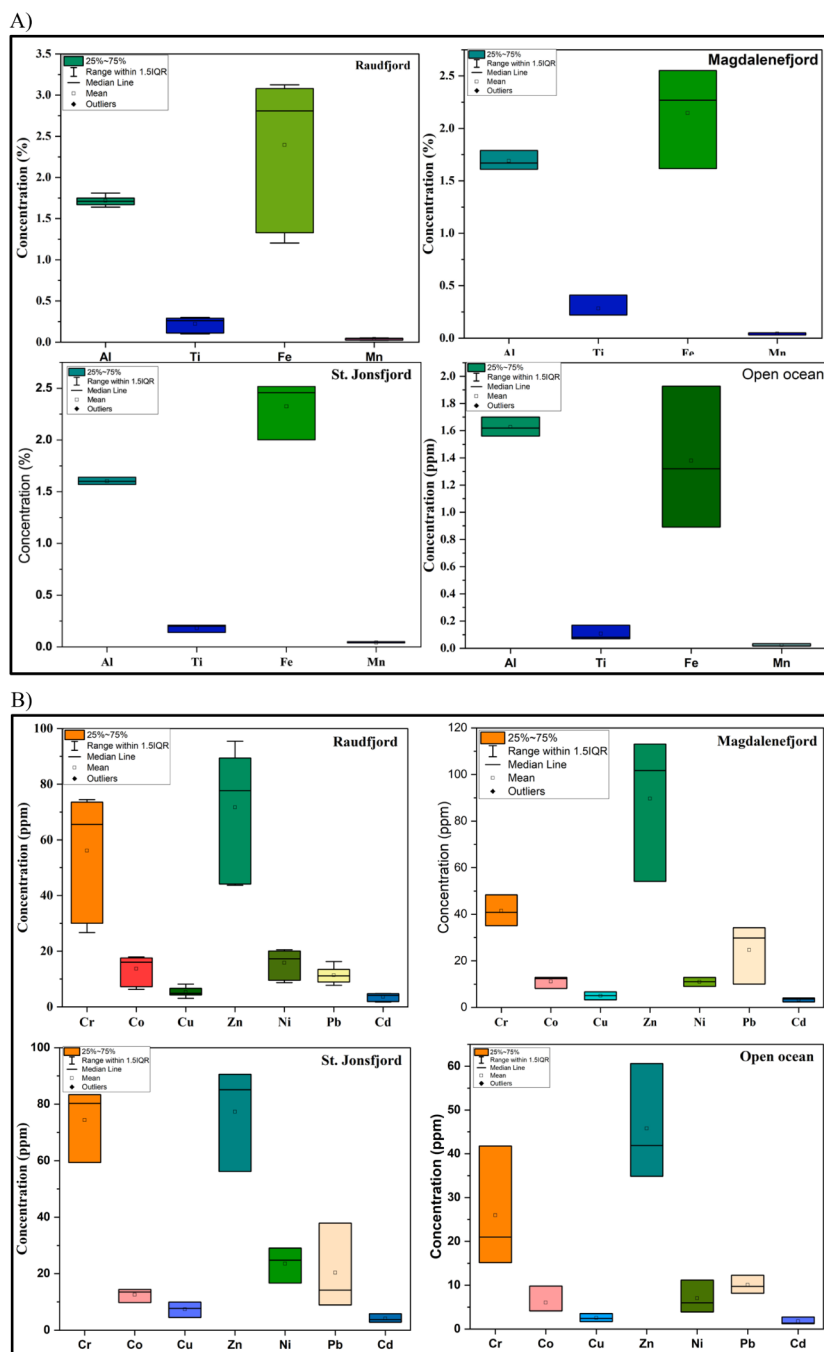 A)
3.5
3.0
2.5
2.0
1.5
1.0
0.5
0.0
Concentration (%)
25%~75%
Range within 1.5IQR
Median Line
Mean
Outliers
Raudfjord
Al Ti Fe Mn
2.5
2.0
1.5
1.0
0.5
0.0
Concentration (%)
25%~75%
Range within 1.5IQR
Median Line
Mean
Outliers
Magdalenefjord
Al Ti Fe Mn
2.5
2.0
1.5
1.0
0.5
0.0
Concentration (%)
25%~75%
Range within 1.5IQR
Median Line
Mean
Outliers
St. Jonsfjord
Al Ti Fe Mn
2.0
1.8
1.6
1.4
1.2
1.0
0.8
0.6
0.4
0.2
0.0
Concentration (ppm)
25%~75%
Range within 1.5IQR
Median Line
Mean
Outliers
Open ocean
Al Ti Fe Mn
B)
100
80
60
40
20
0
Concentration (ppm)
25%~75%
Range within 1.5IQR
Median Line
Mean
Outliers
Raudfjord
Cr Co Cu Zn Ni Pb Cd
120
100
80
60
40
20
0
Concentration (ppm)
25%~75%
Range within 1.5IQR
Median Line
Mean
Outliers
Magdalenefjord
Cr Co Cu Zn Ni Pb Cd
100
80
60
40
20
0
Concentration (ppm)
25%~75%
Range within 1.5IQR
Median Line
Mean
Outliers
St. Jonsfjord
Cr Co Cu Zn Ni Pb Cd
60
50
40
30
20
10
0
Concentration (ppm)
25%~75%
Range within 1.5IQR
Median Line
Mean
Outliers
Open ocean
Cr Co Cu Zn Ni Pb Cd